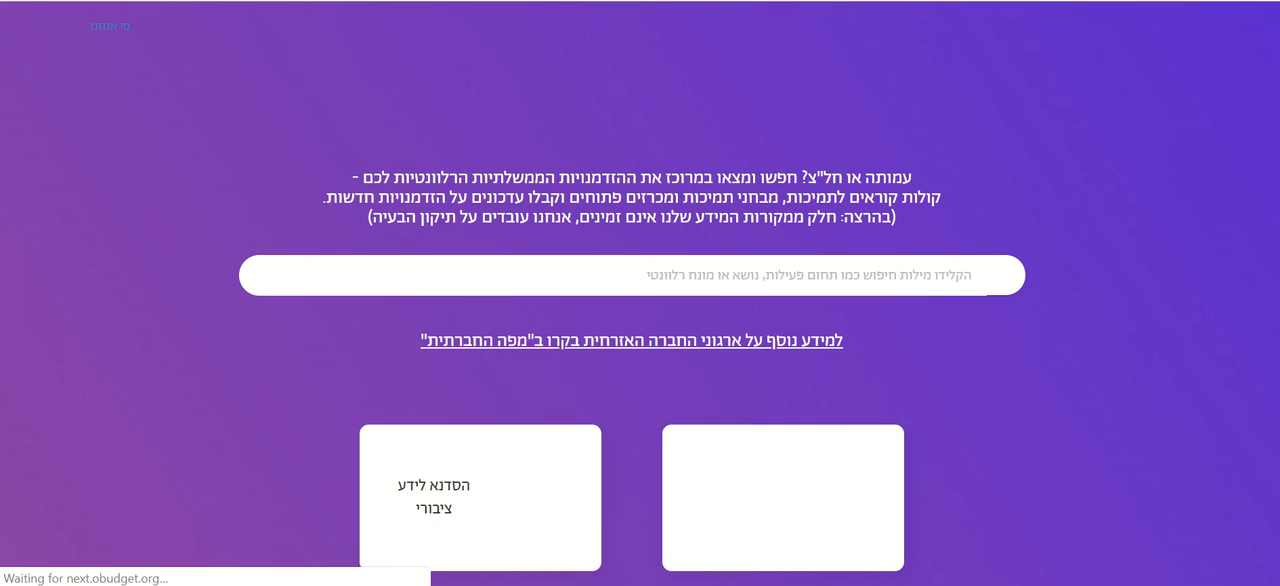 מי אנחנו
עמותה או חל"צ? חפשו ומצאו במרוכז את ההזדמנויות הממשלתיות הרלוונטיות לכם -
קולות קוראים לתמיכות, מבחני תמיכות ומכרזים פתוחים וקבלו עדכונים על הזדמנויות חדשות.
(בהרצה: חלק ממקורות המידע שלנו אינם זמינים, אנחנו עובדים על תיקון הבעיה)
הקלידו מילות חיפוש כמו תחום פעילות, נושא או מונח רלוונטי
למידע נוסף על ארגוני החברה האזרחית בקרו ב"מפה החברתית"
הסדנא לידע
ציבורי
Waiting for next.obudget.org...